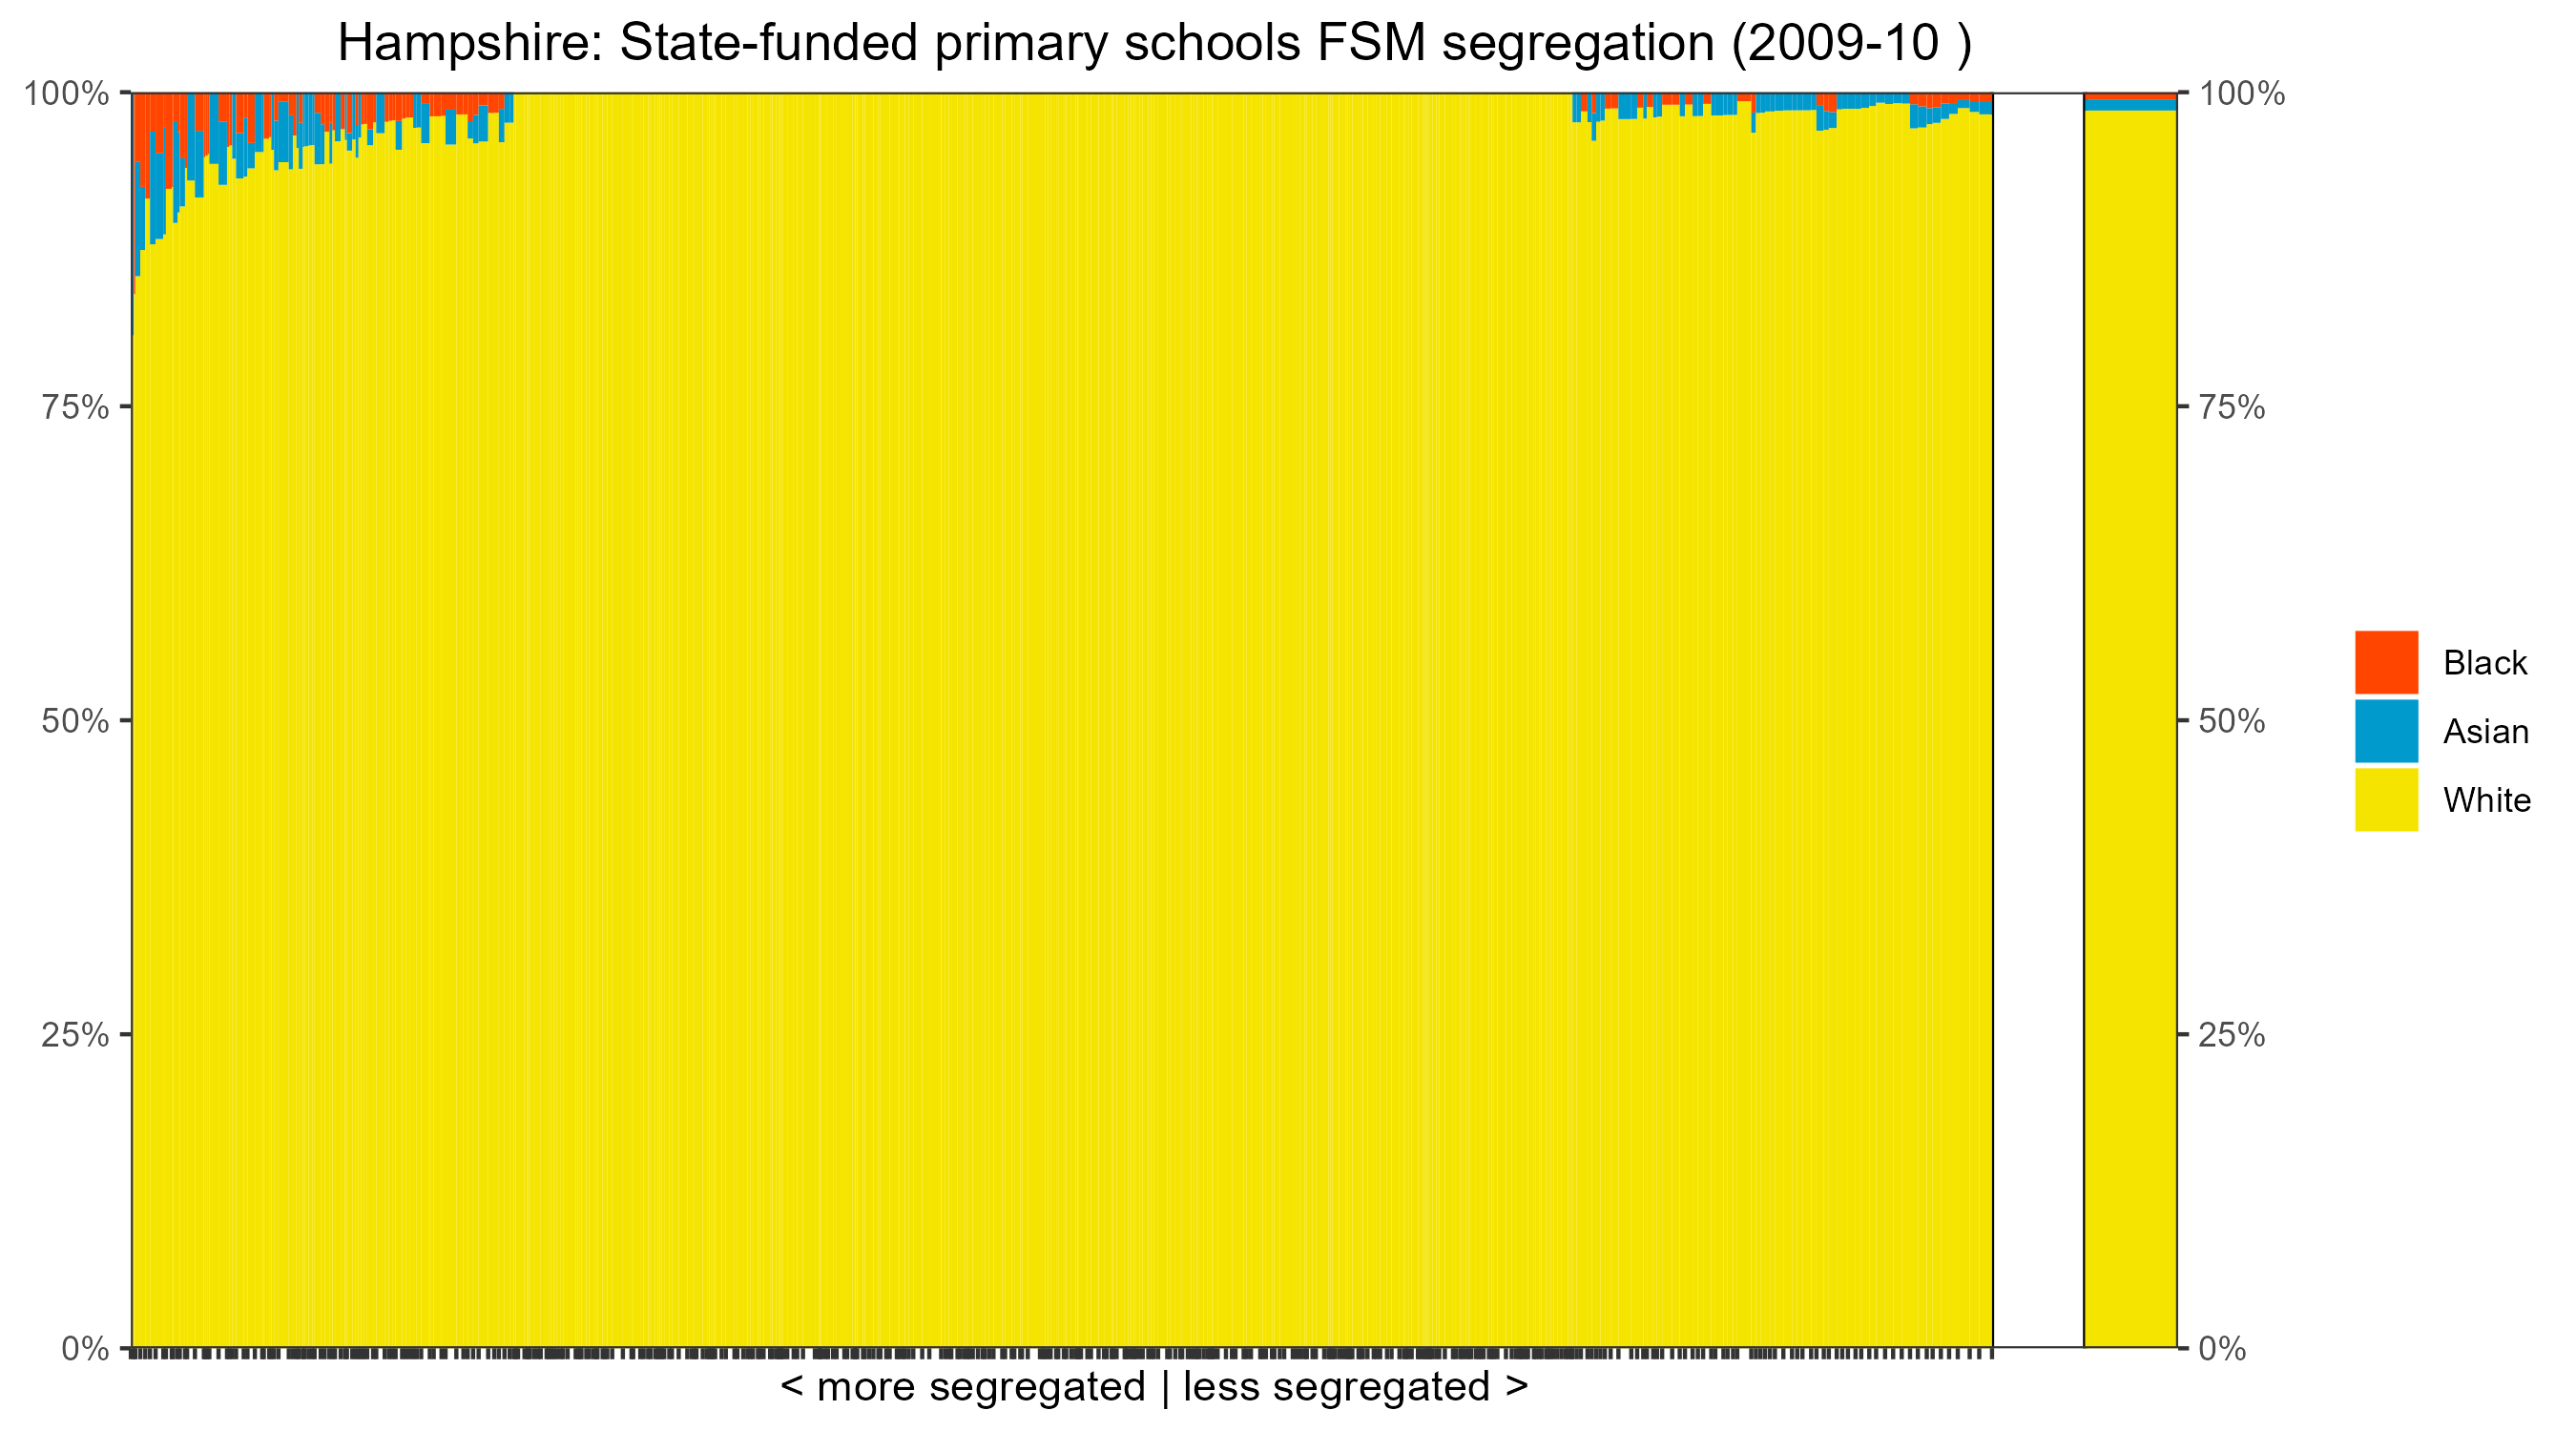 Hampshire: State-funded primary schools FSM segregation (2009-10 )
100%
75%
50%
25%
0%
100%
75%
50%
25%
0%
Black
Asian
White
< more segregated | less segregated >